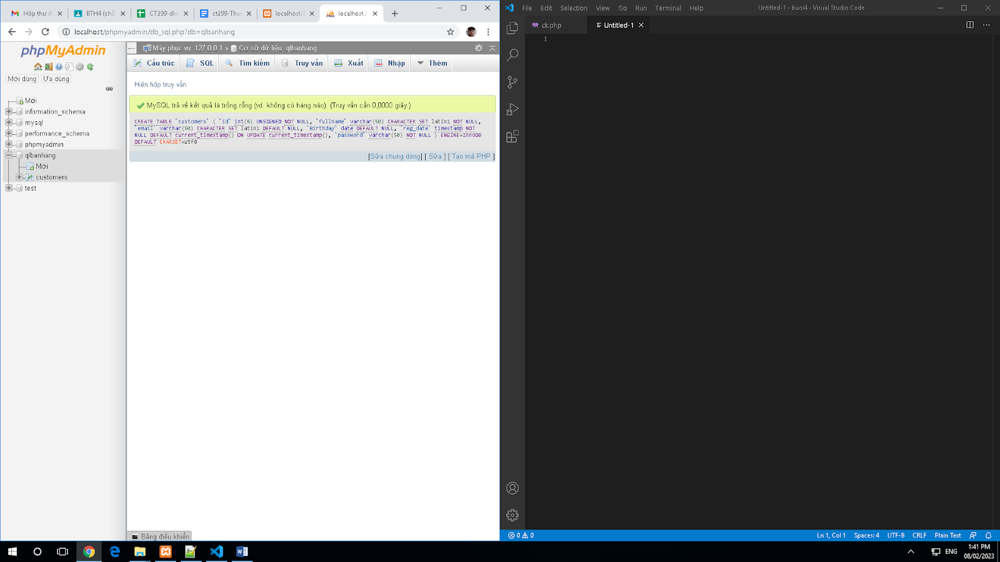 Hộp thư đ
BTH4 (chỗ
CT299-dkn
ct299-Thu
localhost/
localhost /
localhost/phpmyadmin/db_sql.php?db=qlbanhang
phpMyAdmin
Mới dùng Ưa dùng
Mới
information_schema
mysql
performance_schema
phpmyadmin
qlbanhang
Mới
customers
test
Máy phục vụ: 127.0.0.1 » Cơ sở dữ liệu: qlbanhang
Cấu trúc SQL Tìm kiếm Truy vấn Xuất Nhập Thêm
Hiện hộp truy vấn
MySQL trả về kết quả là trống rỗng (vd. không có hàng nào). (Truy vấn cần 0,0000 giây.)
CREATE TABLE `customers` ( `id` int(6) UNSIGNED NOT NULL, `fullname` varchar(50) CHARACTER SET latin1 NOT NULL,
`email` varchar(50) CHARACTER SET latin1 DEFAULT NULL, `Birthday` date DEFAULT NULL, `reg_date` timestamp NOT
NULL DEFAULT current_timestamp() ON UPDATE current_timestamp(), `password` varchar(50) NOT NULL ) ENGINE=InnoDB
DEFAULT CHARSET=utf8
[Sửa chung dòng] [ Sửa ] [ Tạo mã PHP ]
Bảng điều khiển
File Edit Selection View Go Run Terminal Help
Untitled-1 - buoi4 - Visual Studio Code
ck.php
Untitled-1
1
0 0
Ln 1, Col 1 Spaces: 4 UTF-8 CRLF Plain Text
ENG
1:41 PM
08/02/2023